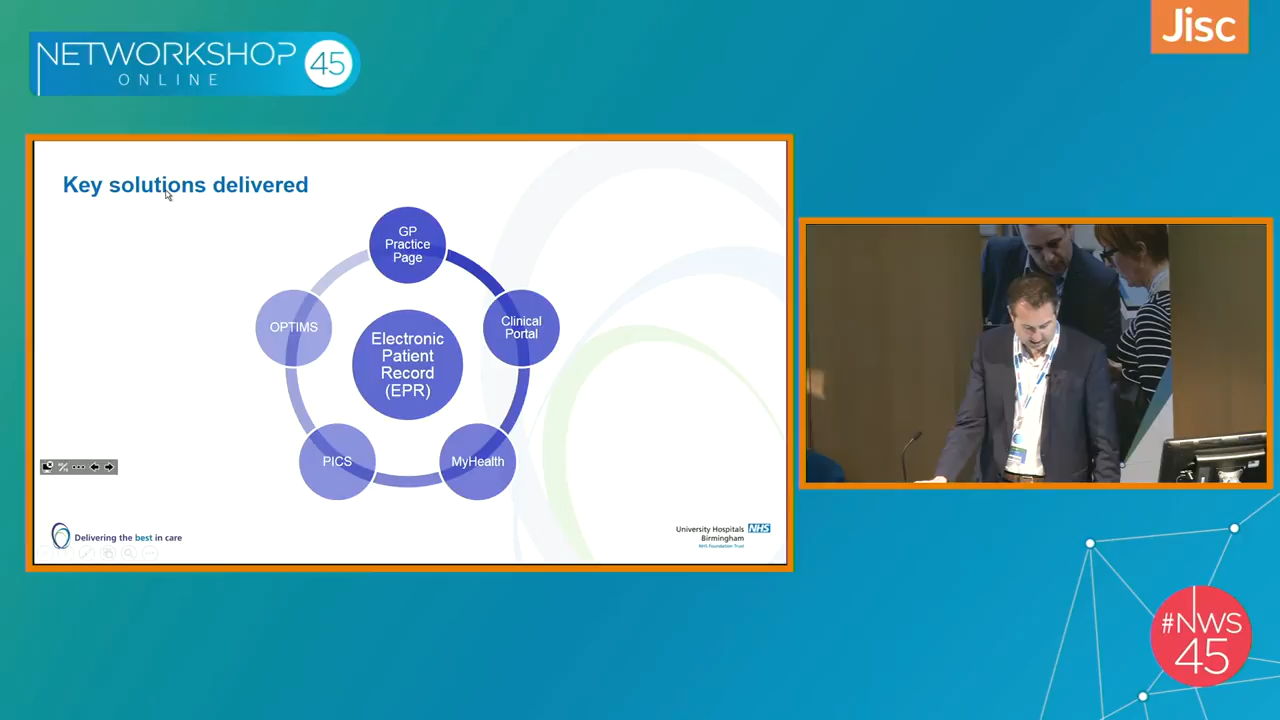 NETWORKSHOP
ONLINE
45
Jisc
Key solutions delivered
GP
Practice
Page
OPTIMS
Clinical
Portal
Electronic
Patient
Record
(EPR)
PICS
MyHealth
Delivering the best in care
University Hospitals NHS
Birmingham
NHS Foundation Trust
#NWS
45